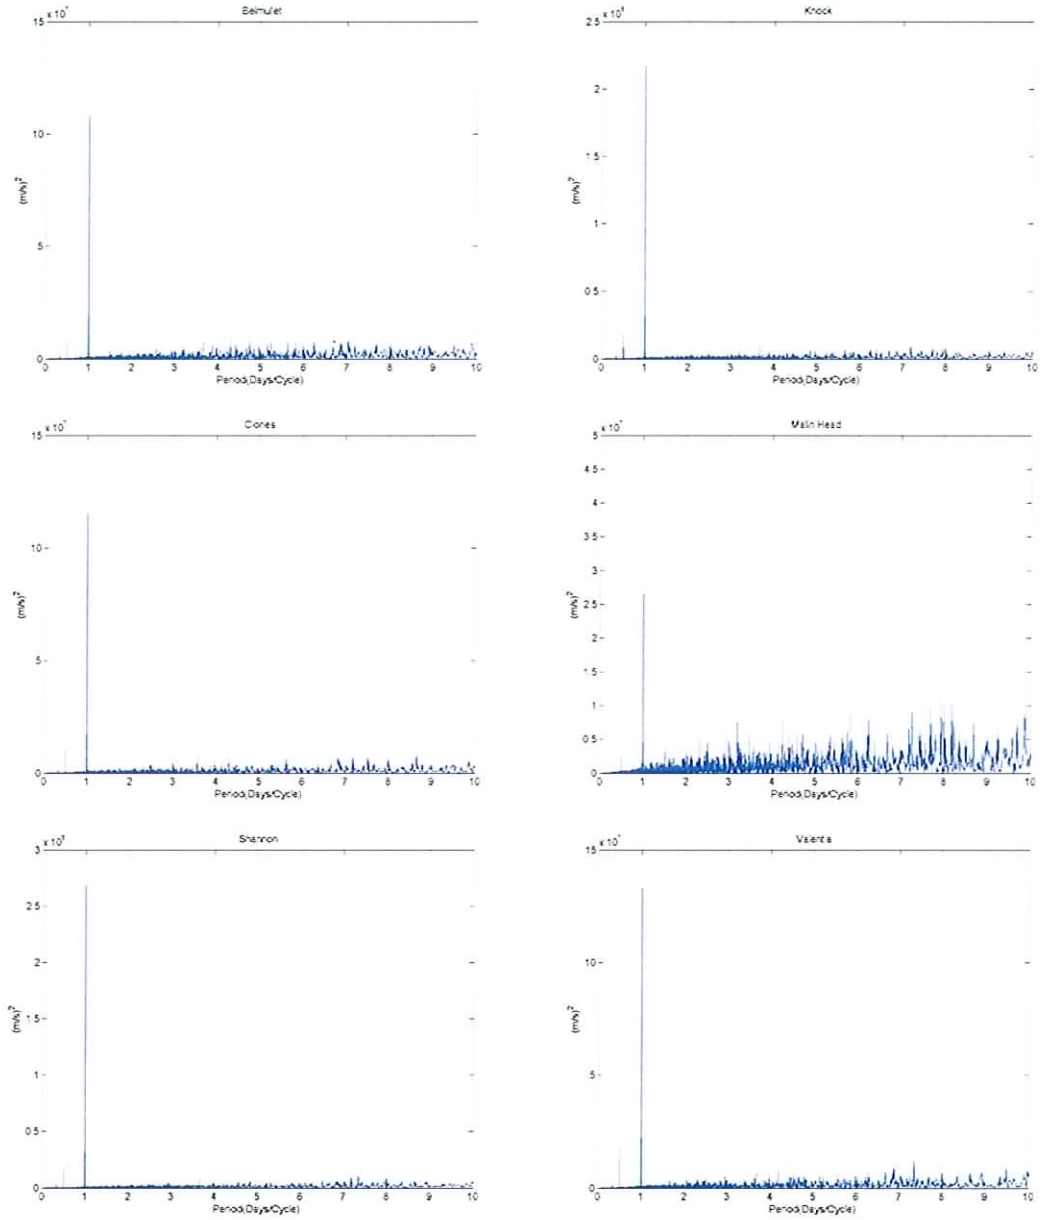 Belmullet
15 x 10⁷
10
5
0
(m/s)²
0 1 2 3 4 5 6 7 8 9 10
Period(Days/Cycle)
Knock
2.5 x 10⁸
2
1.5
1
0.5
0
(m/s)²
0 1 2 3 4 5 6 7 8 9 10
Period(Days/Cycle)
Clones
15 x 10⁷
10
5
0
(m/s)²
0 1 2 3 4 5 6 7 8 9 10
Period(Days/Cycle)
Malin Head
5 x 10⁷
4.5
4
3.5
3
2.5
2
1.5
1
0.5
0
(m/s)²
0 1 2 3 4 5 6 7 8 9 10
Period(Days/Cycle)
Shannon
3 x 10⁸
2.5
2
1.5
1
0.5
0
(m/s)²
0 1 2 3 4 5 6 7 8 9 10
Period(Days/Cycle)
Valentia
15 x 10⁷
10
5
0
(m/s)²
0 1 2 3 4 5 6 7 8 9 10
Period(Days/Cycle)